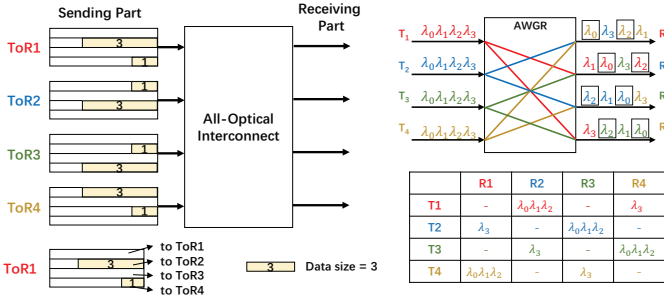 Sending Part
Receiving Part
ToR1
3
1
ToR2
1
3
ToR3
1
3
ToR4
3
1
All-Optical
Interconnect
ToR1
3
1
to ToR1
to ToR2
to ToR3
to ToR4
3 Data size = 3
AWGR
T₁ λ₀λ₁λ₂λ₃
T₂ λ₀λ₁λ₂λ₃
T₃ λ₀λ₁λ₂λ₃
T₄ λ₀λ₁λ₂λ₃
λ₀ λ₃ λ₂ λ₁ R
λ₁ λ₀ λ₃ λ₂ R
λ₂ λ₁ λ₀ λ₃ R
λ₃ λ₂ λ₁ λ₀ R
R1 R2 R3 R4
T1 - λ₀λ₁λ₂ - λ₃
T2 λ₃ - λ₀λ₁λ₂ -
T3 - λ₃ - λ₀λ₁λ₂
T4 λ₀λ₁λ₂ - λ₃ -